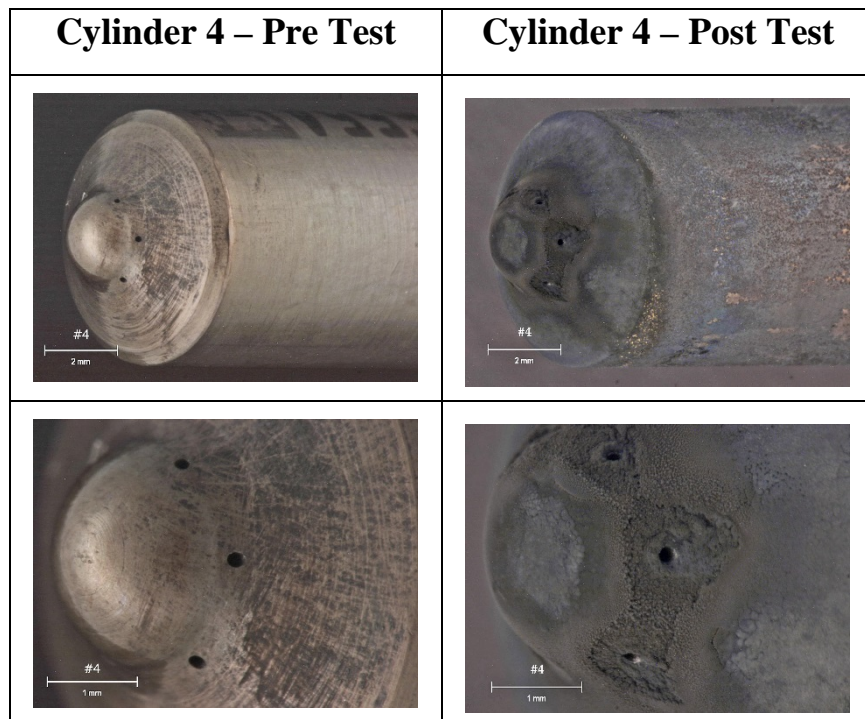 Cylinder 4 – Pre Test
Cylinder 4 – Post Test
#4
2 mm
#4
2 mm
#4
1 mm
#4
1 mm